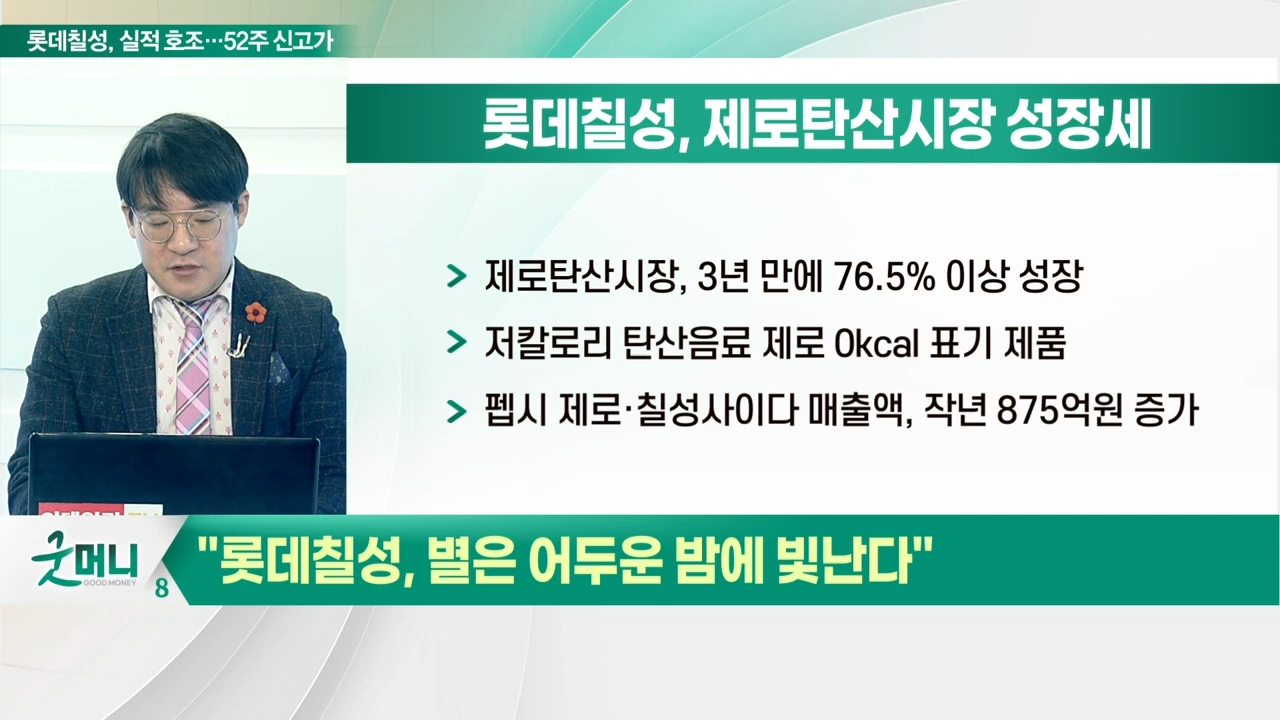 롯데칠성, 실적 호조…52주 신고가
롯데칠성, 제로탄산시장 성장세
> 제로탄산시장, 3년 만에 76.5% 이상 성장
> 저칼로리 탄산음료 제로 0kcal 표기 제품
> 펩시 제로·칠성사이다 매출액, 작년 875억원 증가
굿머니
GOOD MONEY
8
"롯데칠성, 별은 어두운 밤에 빛난다"